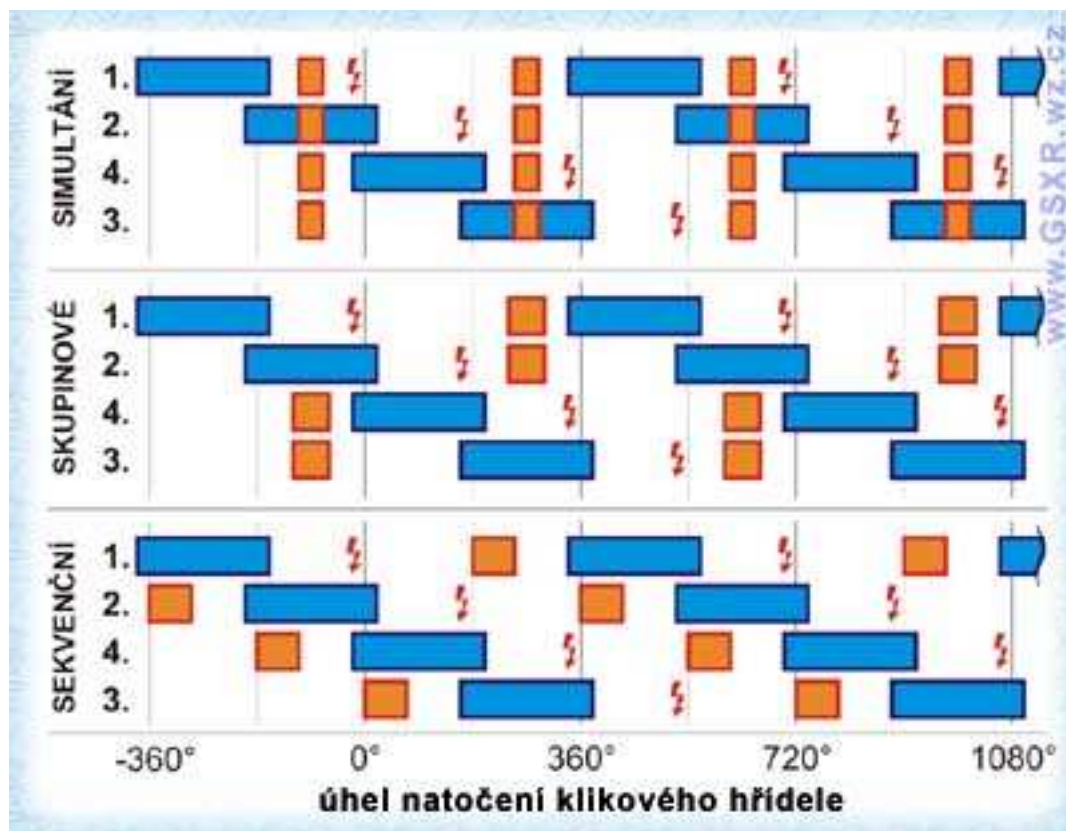 SIMULTÁNÍ
1.
2.
4.
3.
SKUPINOVÉ
1.
2.
4.
3.
SEKVENČNÍ
1.
2.
4.
3.
-360° 0° 360° 720° 1080°
úhel natočení klikového hřídele
www.GSXR.wz.cz